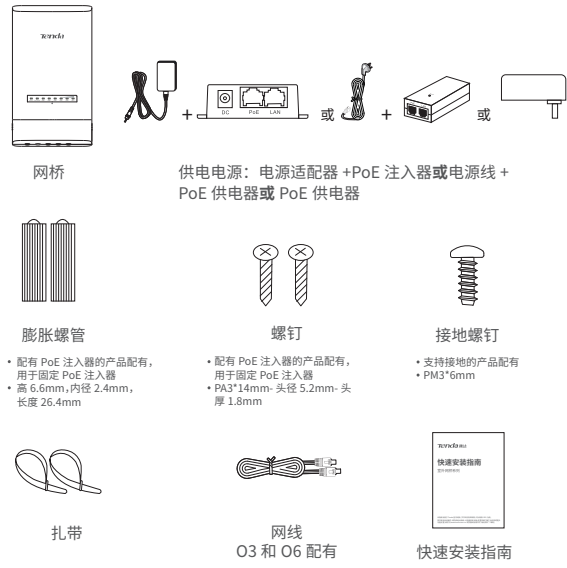 Tenda
DC
PoE
LAN
+
或
+
或
网桥
供电电源：电源适配器 +PoE 注入器或电源线 +
PoE 供电器或 PoE 供电器
膨胀螺管
• 配有 PoE 注入器的产品配有，
用于固定 PoE 注入器
• 高 6.6mm，内径 2.4mm，
长度 26.4mm
螺钉
• 配有 PoE 注入器的产品配有，
用于固定 PoE 注入器
• PA3*14mm- 头径 5.2mm- 头
厚 1.8mm
接地螺钉
• 支持接地的产品配有
• PM3*6mm
扎带
网线
O3 和 O6 配有
Tenda
快速安装指南
快速安装指南